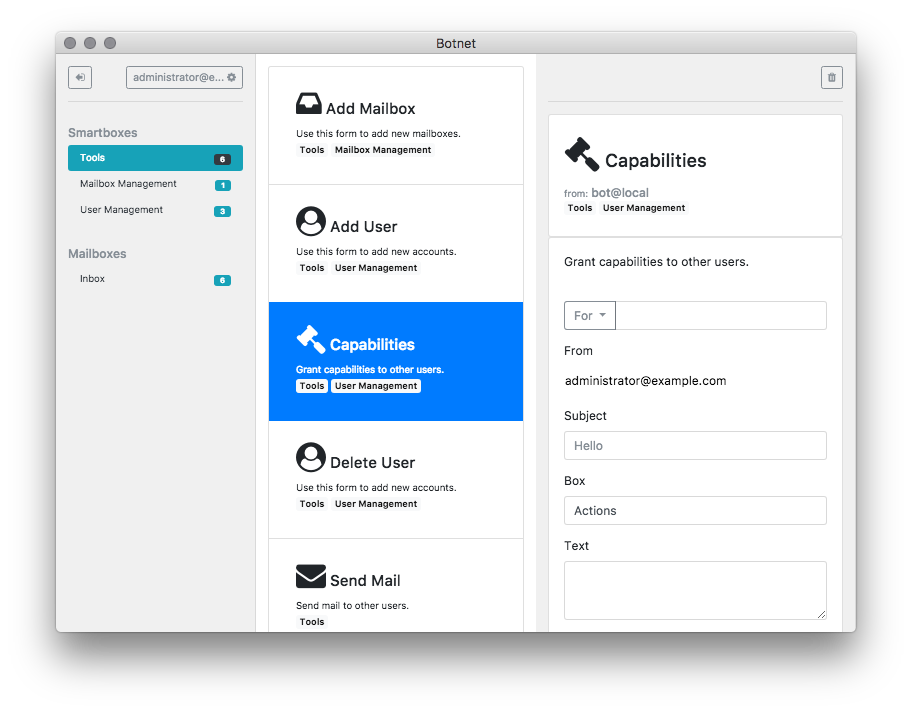 Botnet
administrator@e...
Smartboxes
Tools 6
Mailbox Management 1
User Management 3
Mailboxes
Inbox 6
Add Mailbox
Use this form to add new mailboxes.
Tools Mailbox Management
Add User
Use this form to add new accounts.
Tools User Management
Capabilities
Grant capabilities to other users.
Tools User Management
Delete User
Use this form to add new accounts.
Tools User Management
Send Mail
Send mail to other users.
Tools
Capabilities
from: bot@local
Tools User Management
Grant capabilities to other users.
For
From
administrator@example.com
Subject
Hello
Box
Actions
Text